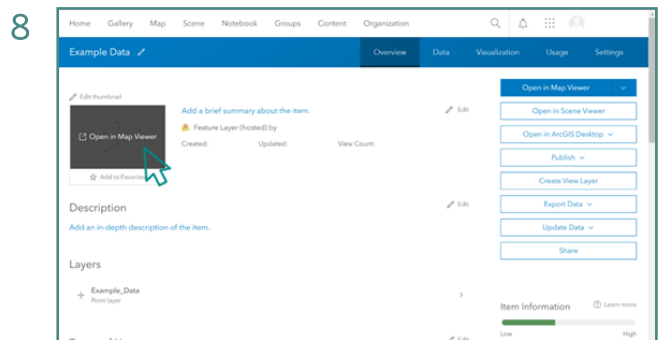 8
Home Gallery Map Scene Notebook Groups Content Organization
Example Data Overview Data Visualization Usage Settings
Edit thumbnail
Open in Map Viewer
Add to Favorites
Add a brief summary about the item. Edit
Feature Layer (hosted) by
Created: Updated: View Count:
Description Edit
Add an in-depth description of the item.
Layers
Example_Data
Point layer
Edit
Open in Map Viewer
Open in Scene Viewer
Open in ArcGIS Desktop
Publish
Create View Layer
Export Data
Update Data
Share
Item Information Learn more
Low High